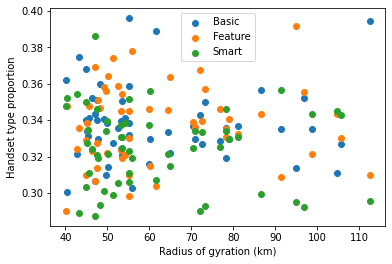 0.40
0.38
0.36
0.34
0.32
0.30
Handset type proportion
Basic
Feature
Smart
40
50
60
70
80
90
100
110
Radius of gyration (km)